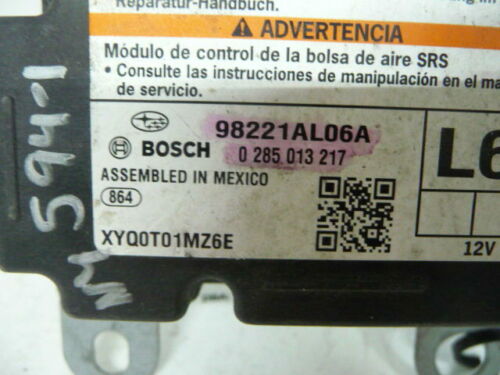 Reparatur-Handbuch.
ADVERTENCIA
Módulo de control de la bolsa de aire SRS
• Consulte las instrucciones de manipulación en el
de servicio.
98221AL06A
BOSCH 0 285 013 217
ASSEMBLED IN MEXICO
864
XYQ0T01MZ6E
L6
12V
594-1